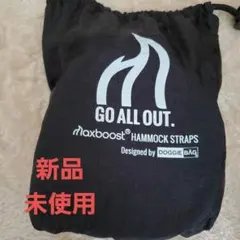 GO ALL OUT.
maxboost® HAMMOCK STRAPS
Designed by DOGGIE BAG
新品
未使用